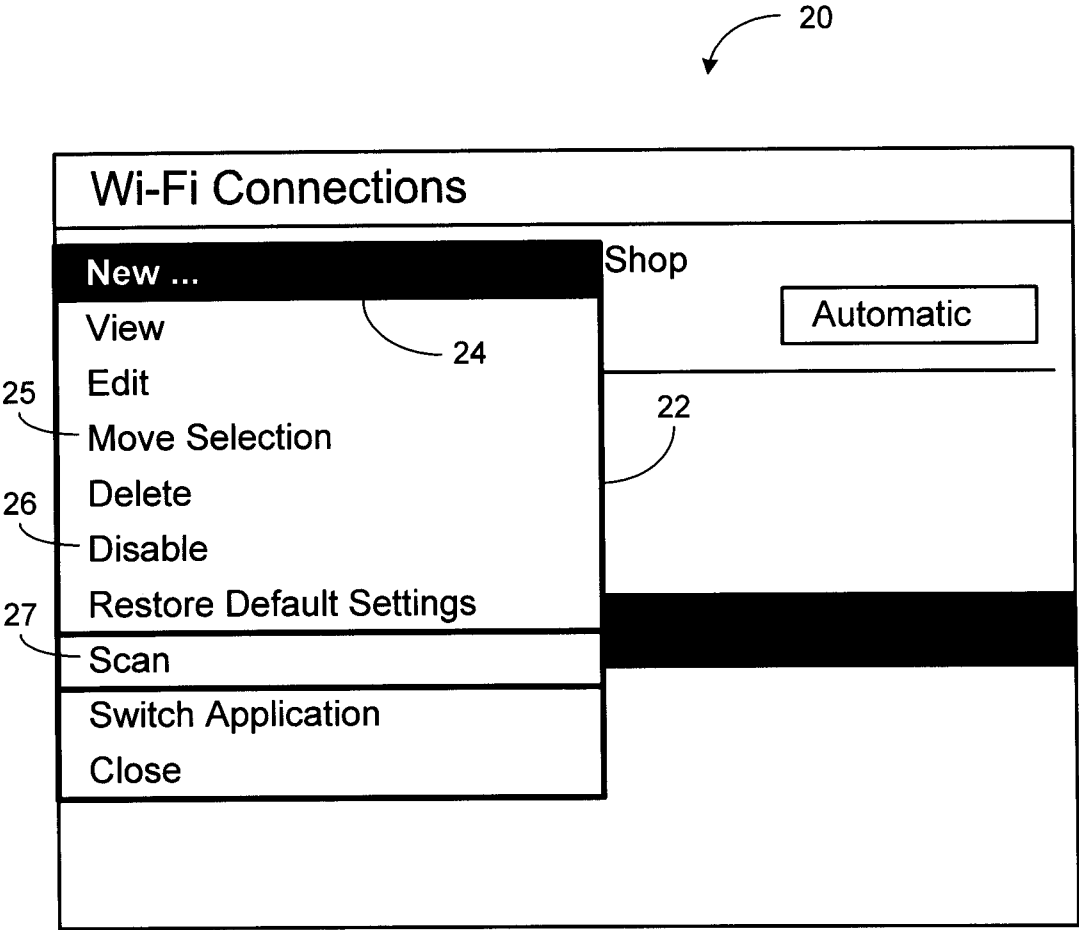 20
Wi-Fi Connections
New ...
Shop
View
Automatic
24
Edit
25
22
Move Selection
Delete
26
Disable
Restore Default Settings
27
Scan
Switch Application
Close